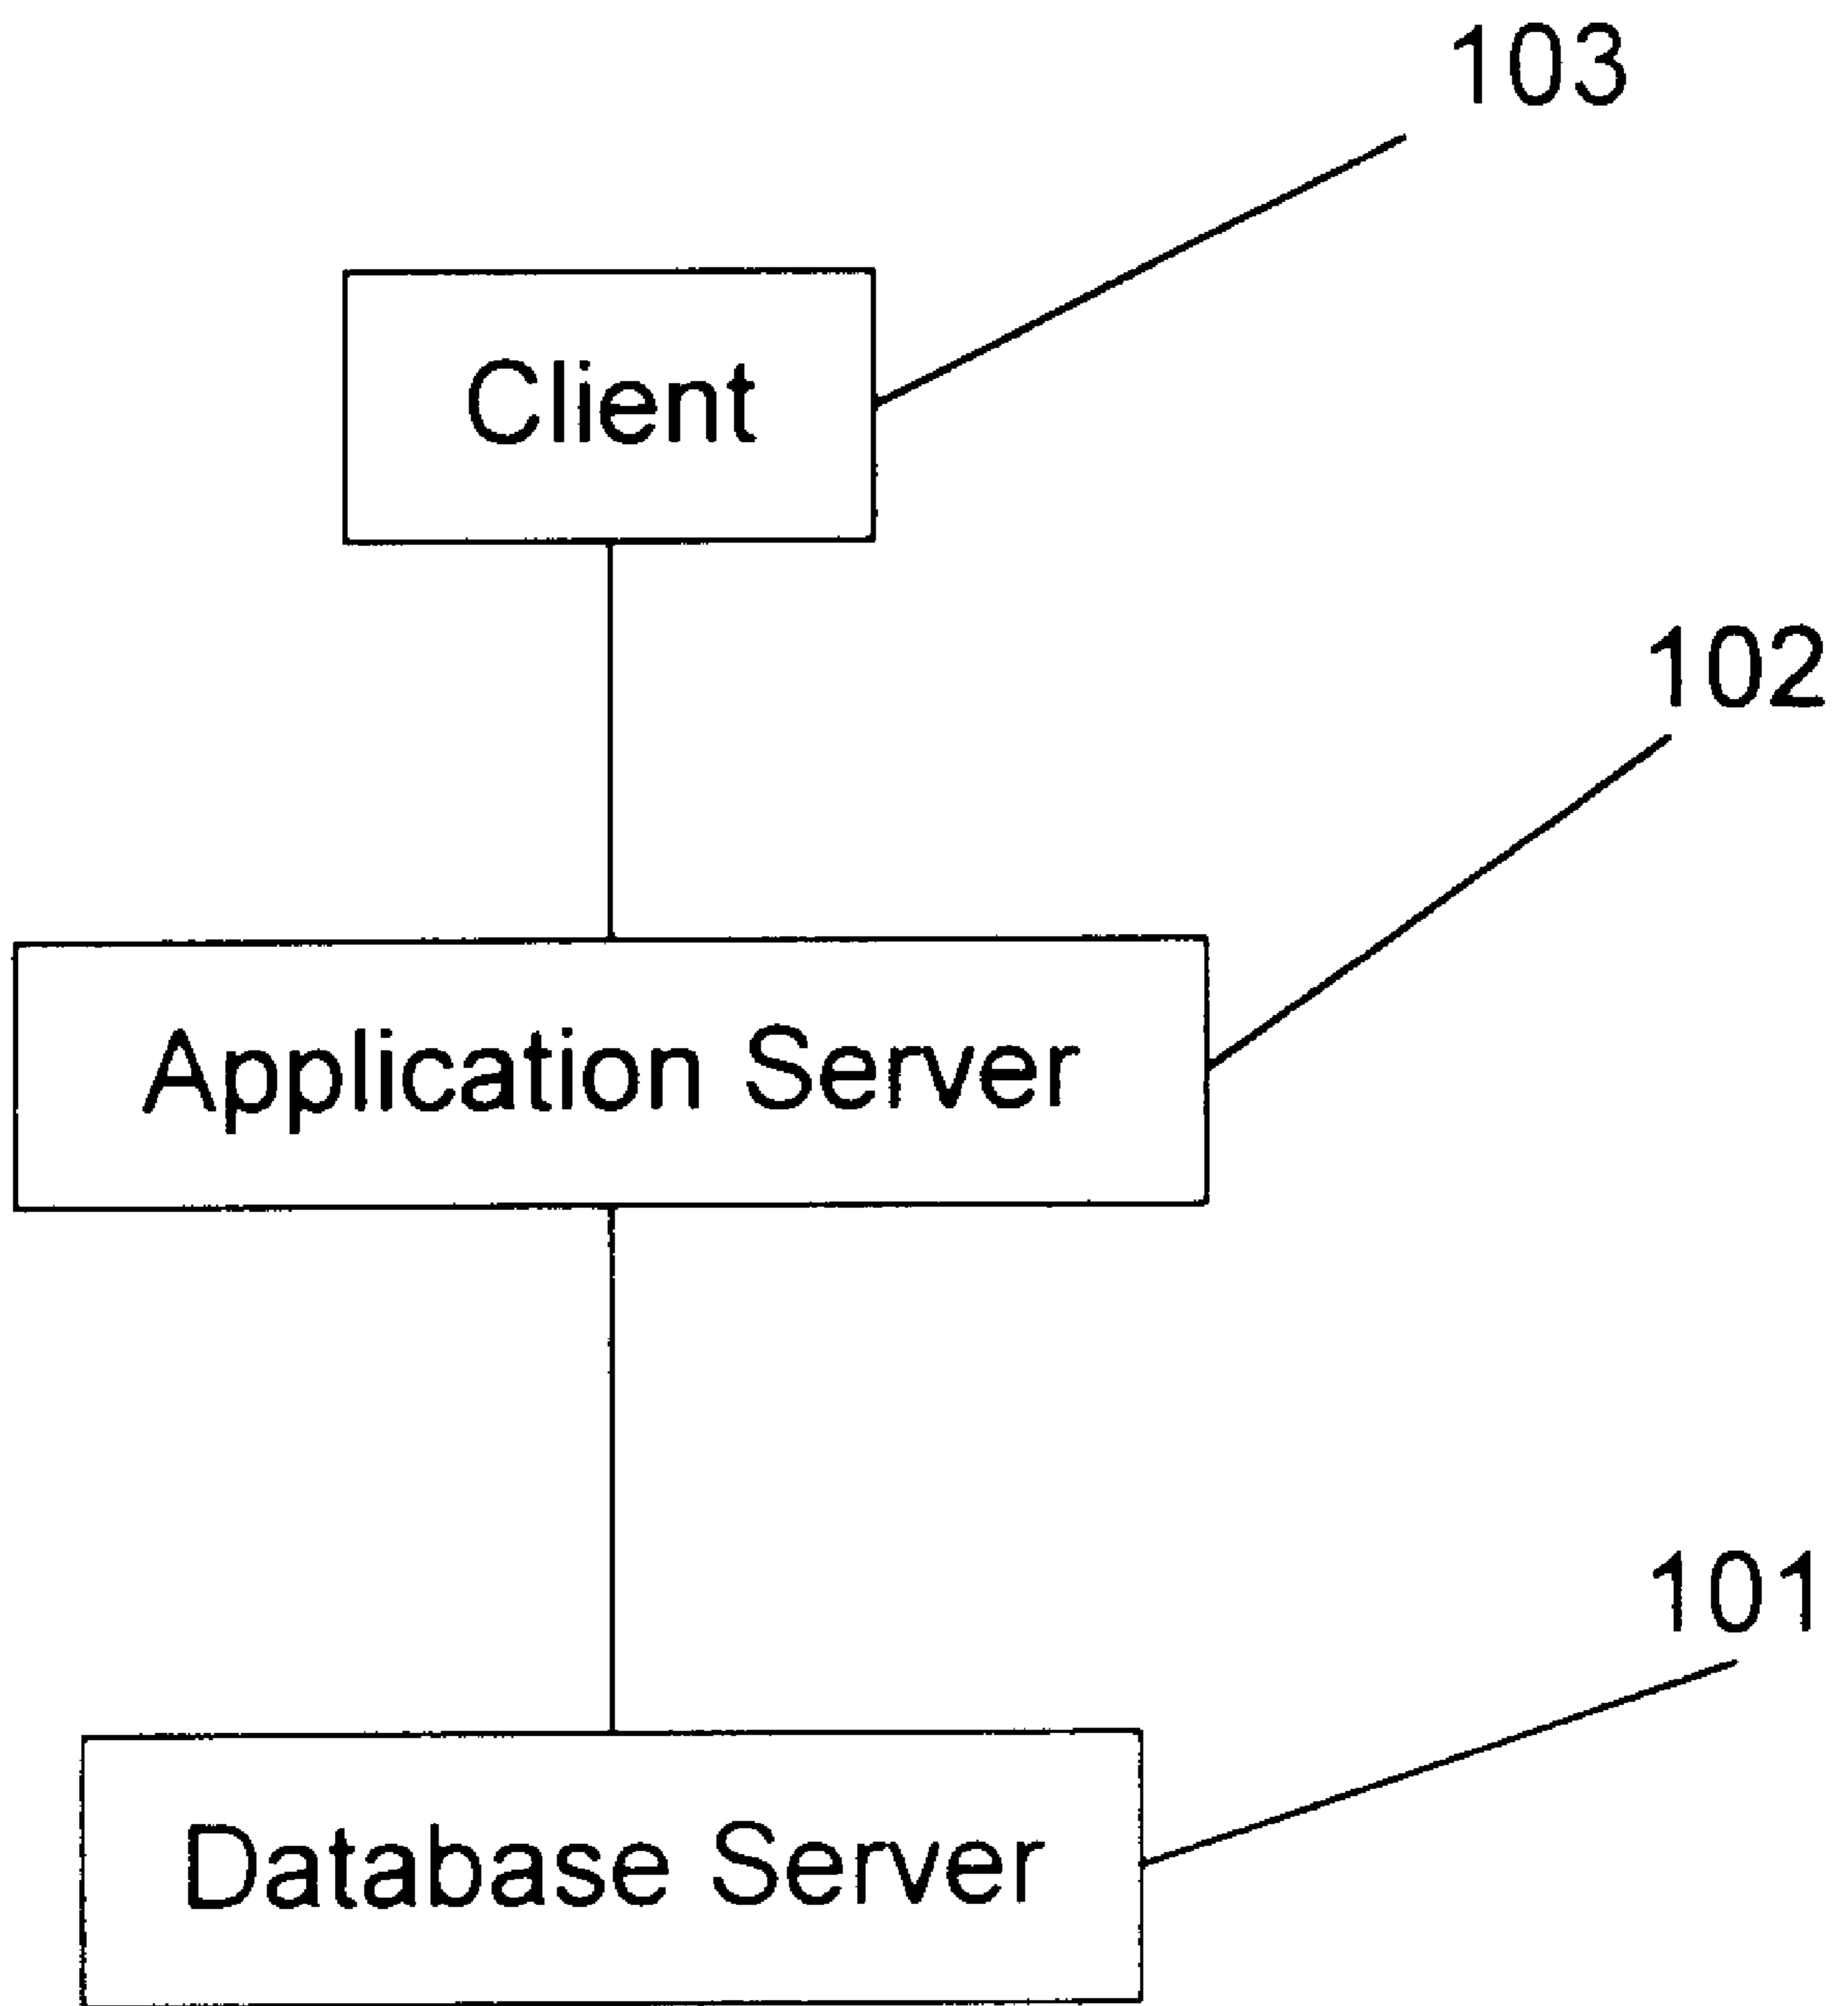 103
Client
102
Application Server
101
Database Server